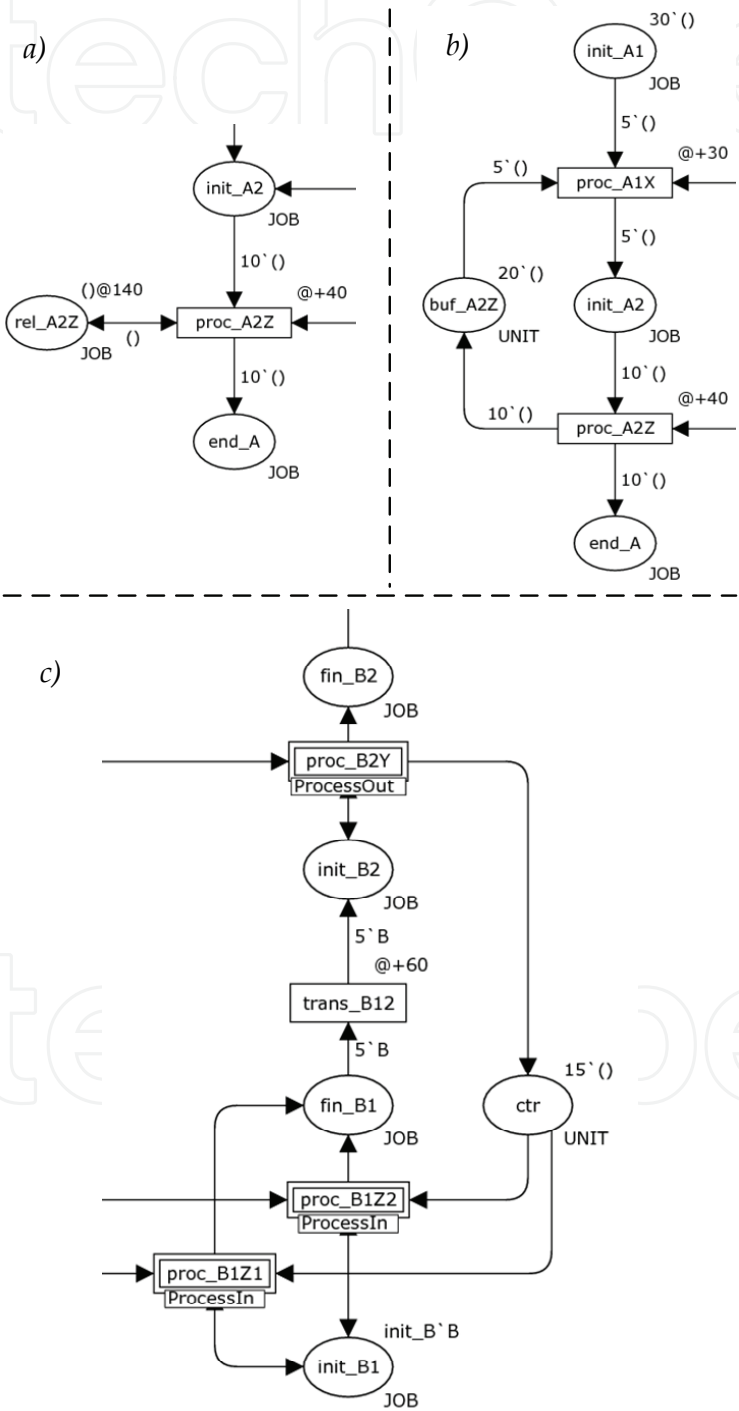 a)
init_A2
JOB
10`()
()@140
@+40
rel_A2Z
proc_A2Z
()
JOB
10`()
end_A
JOB
b)
30`()
init_A1
JOB
5`()
5`()
@+30
proc_A1X
5`()
20`()
buf_A2Z
init_A2
UNIT
JOB
10`()
10`()
@+40
proc_A2Z
10`()
end_A
JOB
c)
fin_B2
JOB
proc_B2Y
ProcessOut
init_B2
JOB
5`B
@+60
trans_B12
5`B
15`()
fin_B1
ctr
JOB
UNIT
proc_B1Z2
ProcessIn
proc_B1Z1
ProcessIn
init_B`B
init_B1
JOB